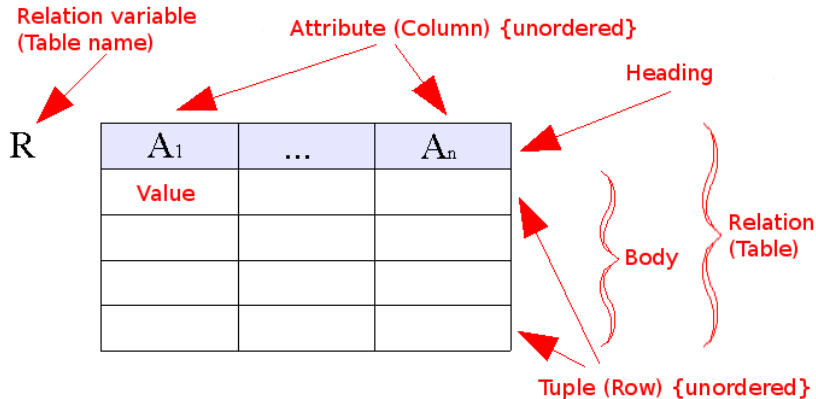 Relation variable
(Table name)
Attribute (Column) {unordered}
Heading
R
A1 ... An
Value
Relation
(Table)
Body
Tuple (Row) {unordered}